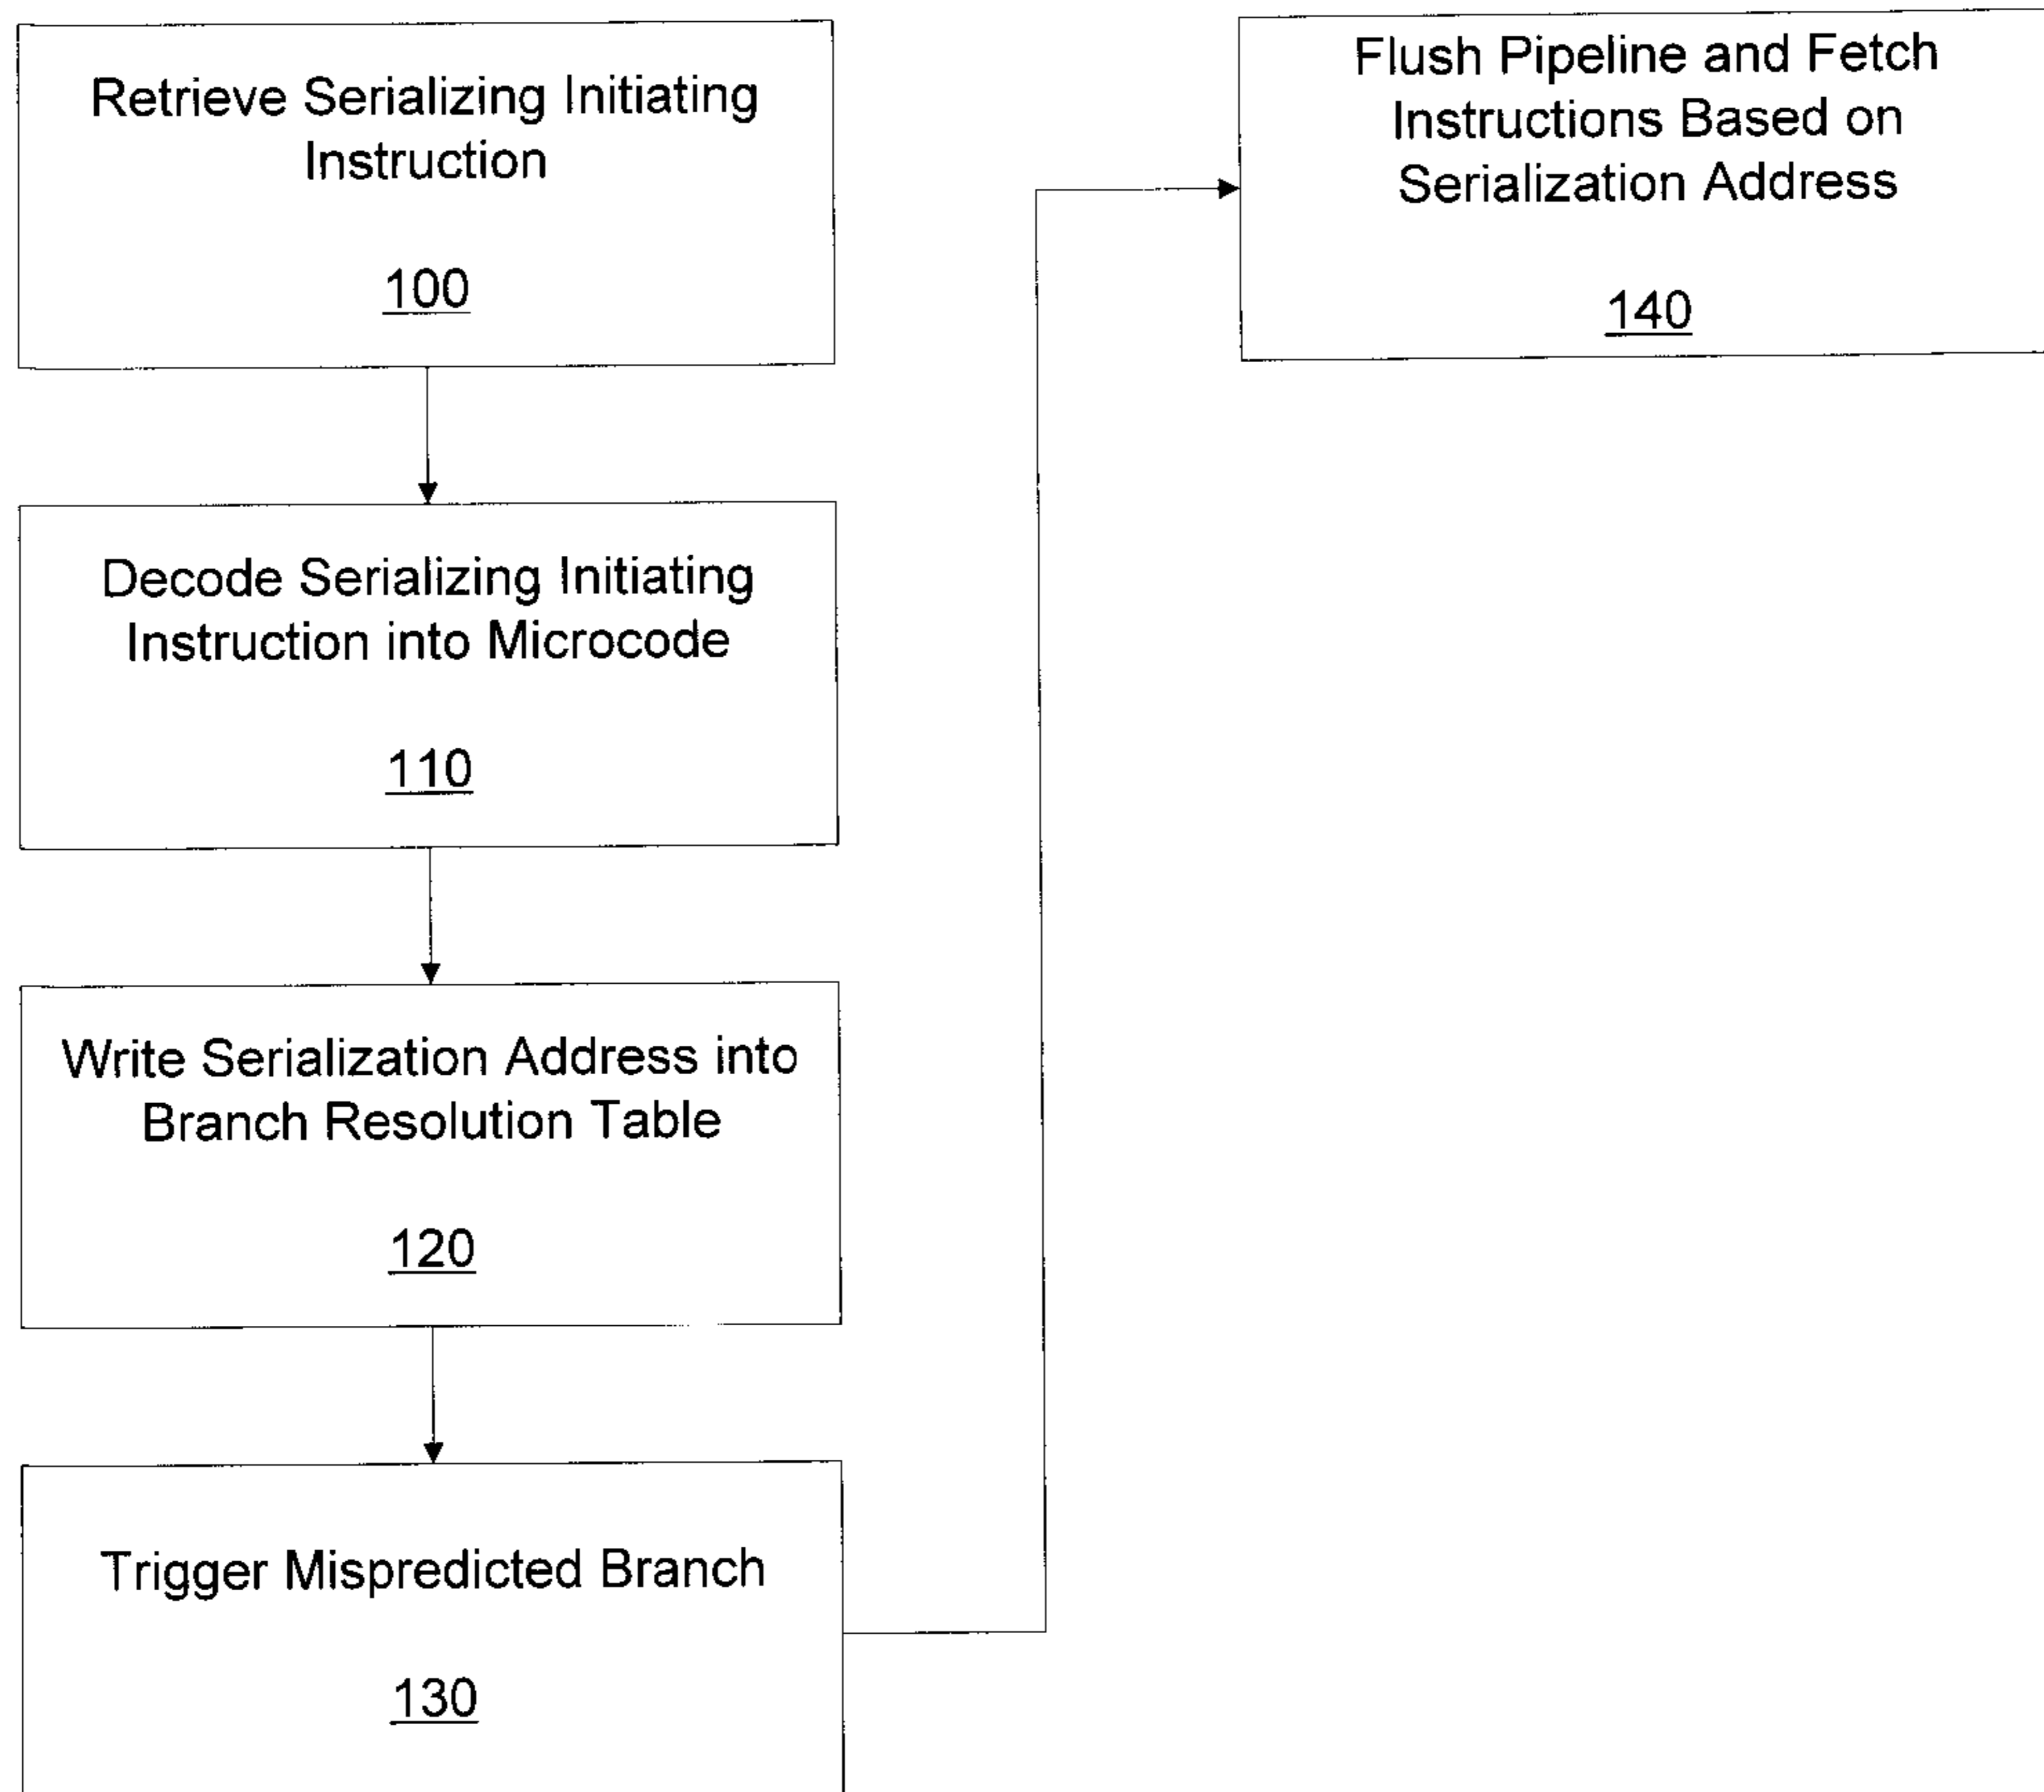 Retrieve Serializing Initiating
Instruction
100
Decode Serializing Initiating
Instruction into Microcode
110
Write Serialization Address into
Branch Resolution Table
120
Trigger Mispredicted Branch
130
Flush Pipeline and Fetch
Instructions Based on
Serialization Address
140